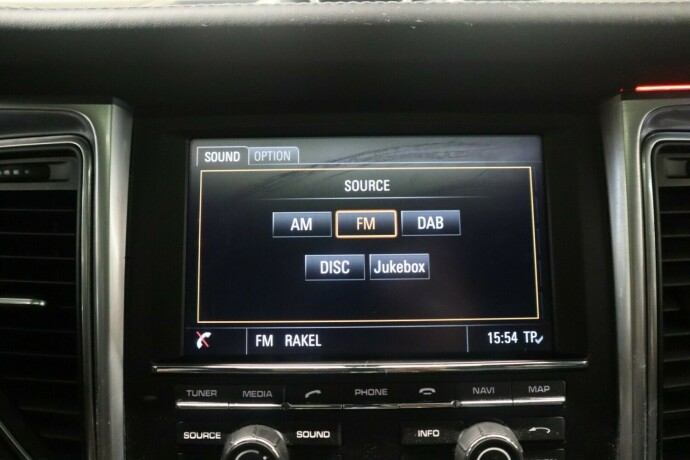 SOUND OPTION
SOURCE
AM FM DAB
DISC Jukebox
FM RAKEL 15:54 TP
TUNER MEDIA PHONE NAVI MAP
SOURCE SOUND INFO